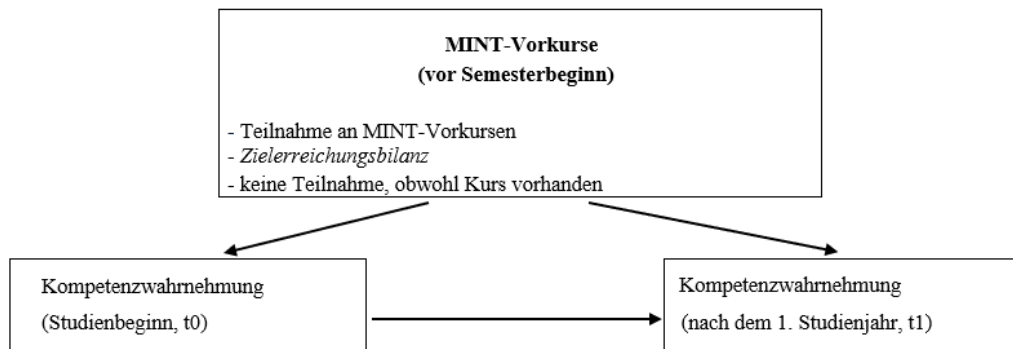 MINT-Vorkurse
(vor Semesterbeginn)
- Teilnahme an MINT-Vorkursen
- Zielerreichungsbilanz
- keine Teilnahme, obwohl Kurs vorhanden
Kompetenzwahrnehmung
(Studienbeginn, t0)
Kompetenzwahrnehmung
(nach dem 1. Studienjahr, t1)